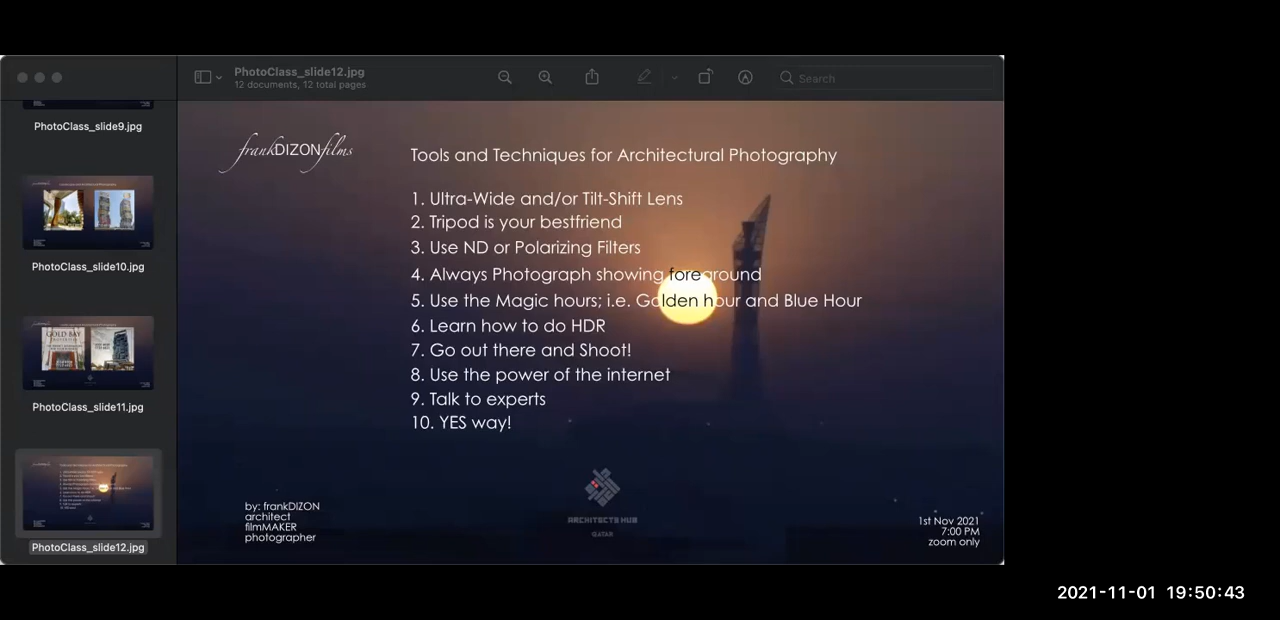 PhotoClass_slide12.jpg
12 documents, 12 total pages
Search
PhotoClass_slide9.jpg
PhotoClass_slide10.jpg
GOLD BAY
PhotoClass_slide11.jpg
PhotoClass_slide12.jpg
frankDIZONfilms
Tools and Techniques for Architectural Photography
1. Ultra-Wide and/or Tilt-Shift Lens
2. Tripod is your bestfriend
3. Use ND or Polarizing Filters
4. Always Photograph showing foreground
5. Use the Magic hours; i.e. Golden hour and Blue Hour
6. Learn how to do HDR
7. Go out there and Shoot!
8. Use the power of the internet
9. Talk to experts
10. YES way!
by: frankDIZON
architect
filmMAKER
photographer
ARCHITECTS HUB
QATAR
1st Nov 2021
7:00 PM
zoom only
2021-11-01 19:50:43